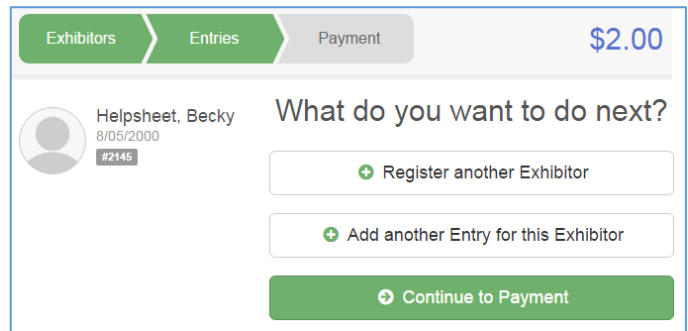 Exhibitors Entries Payment $2.00
Helpsheet, Becky
8/05/2000
#2145
What do you want to do next?
Register another Exhibitor
Add another Entry for this Exhibitor
Continue to Payment